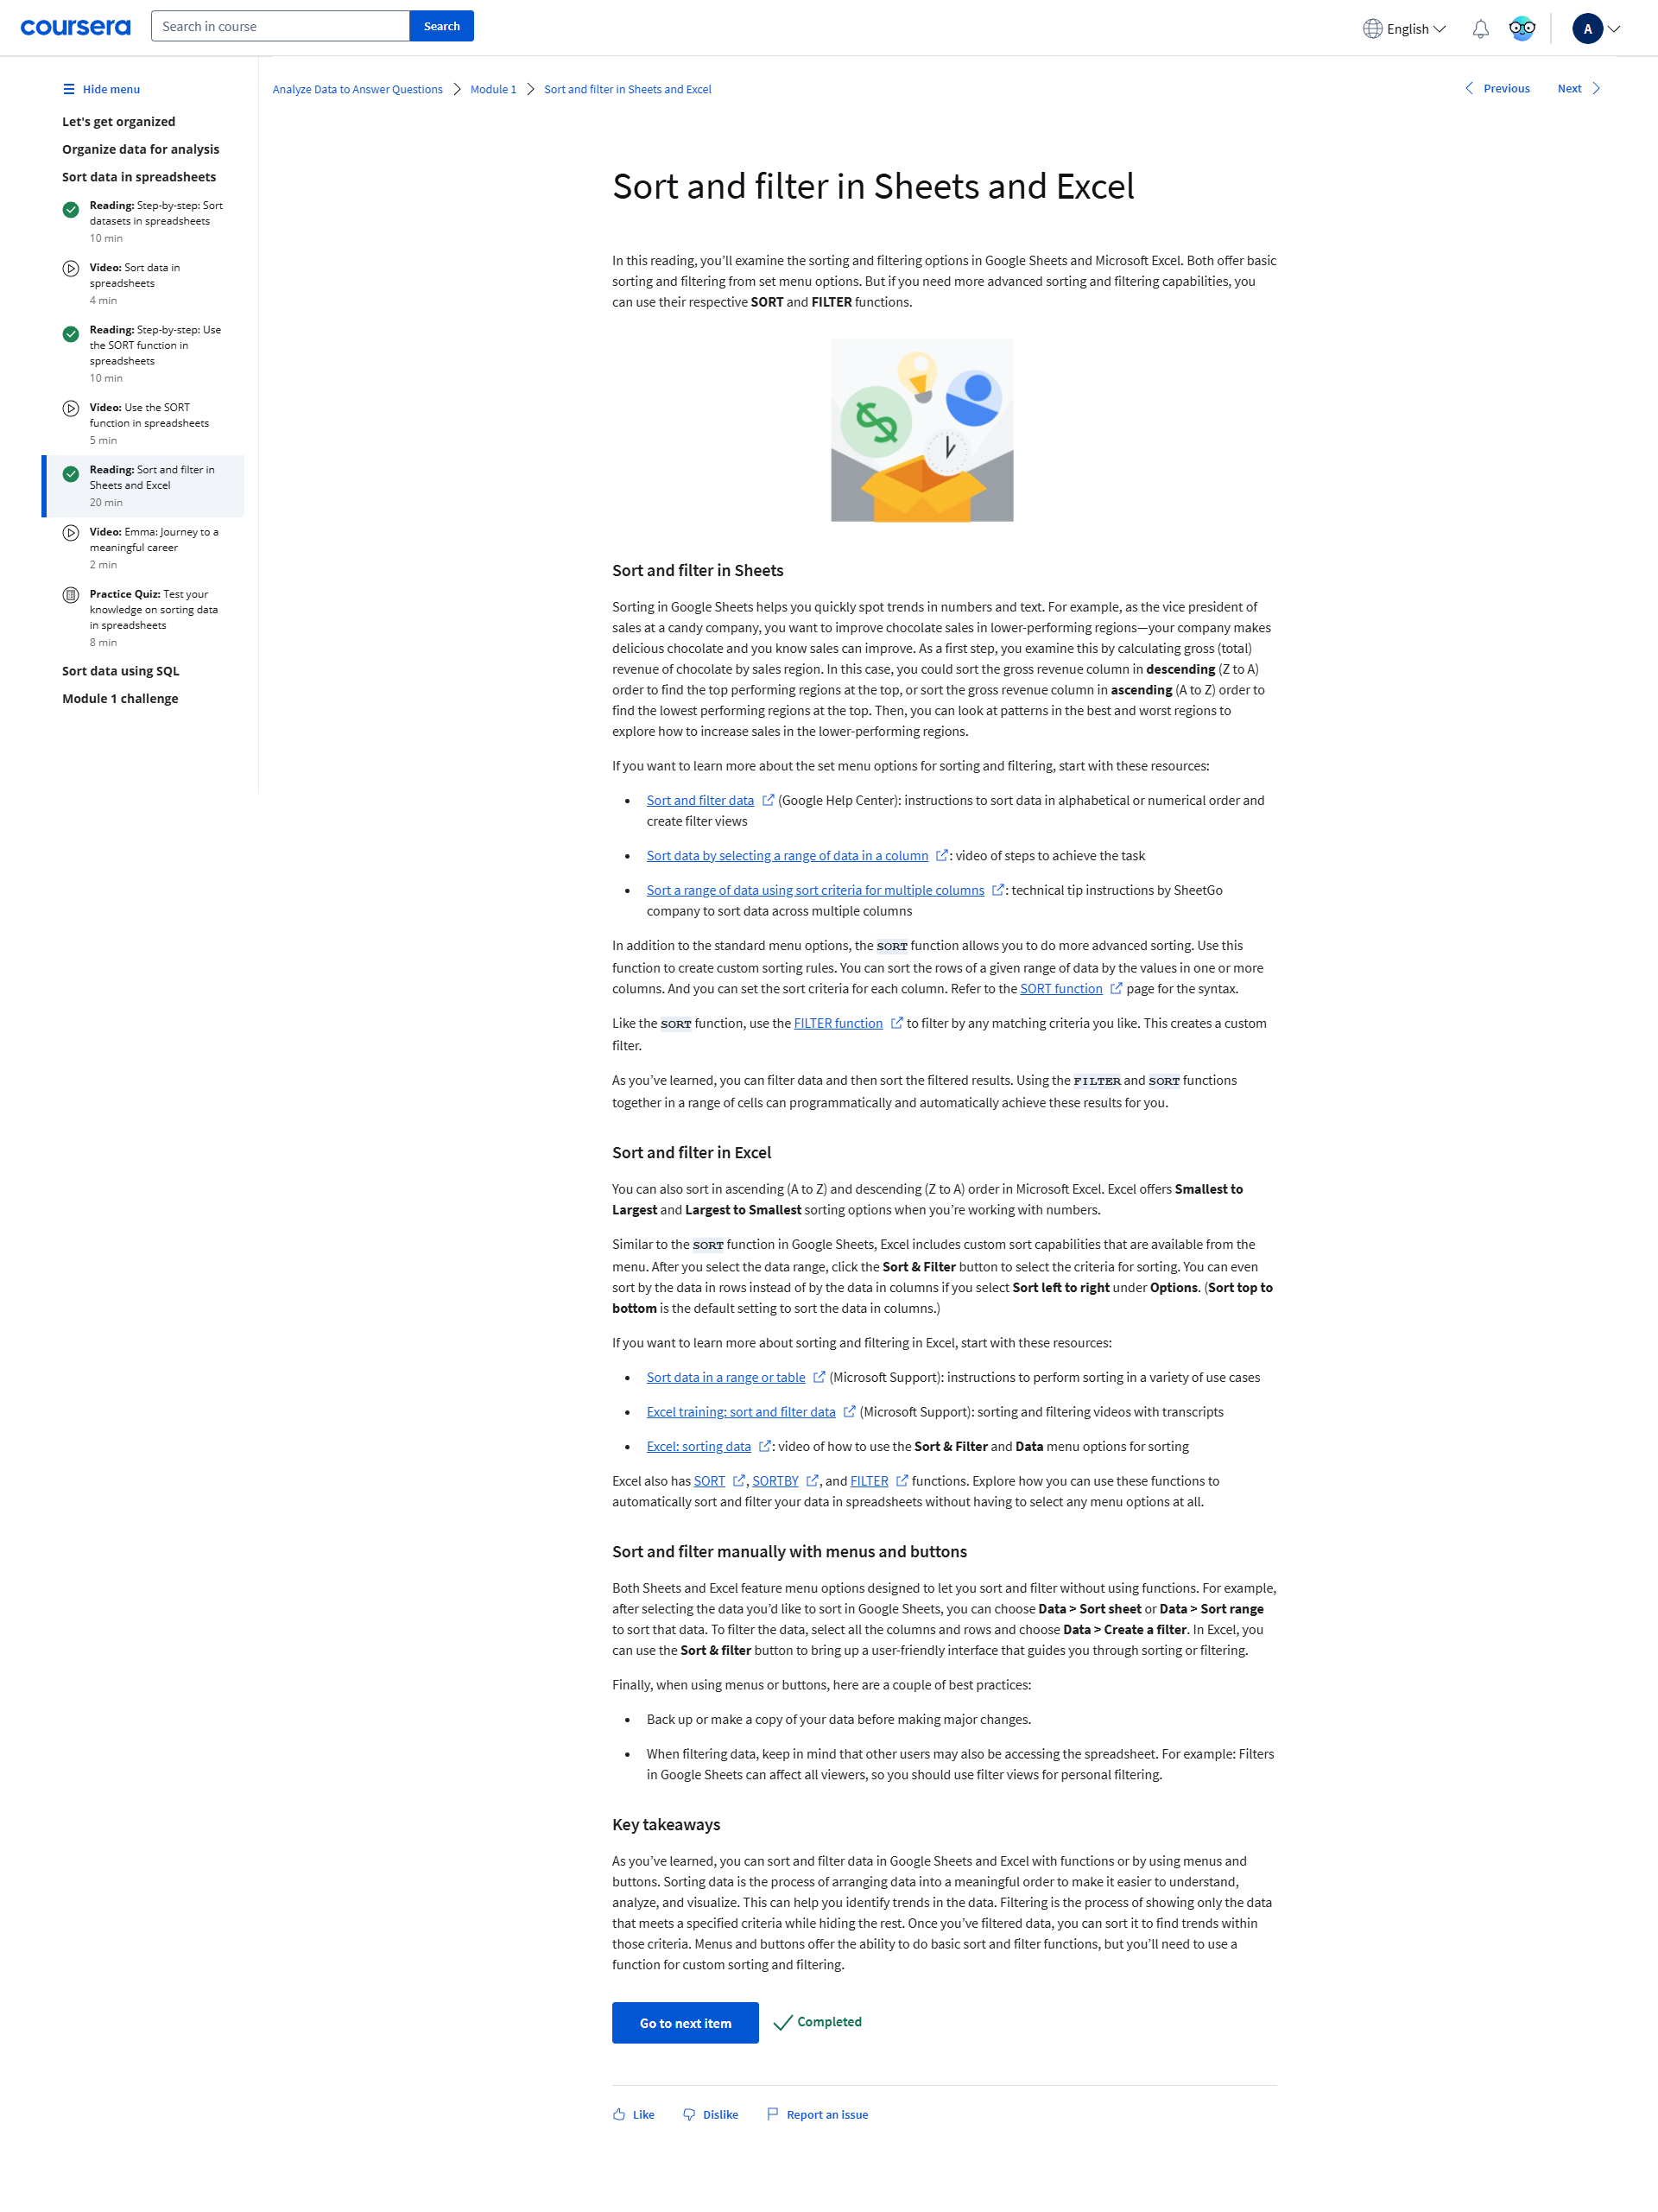 coursera
Search in course
Search
English
A
Hide menu
Let's get organized
Organize data for analysis
Sort data in spreadsheets
Reading: Step-by-step: Sort
datasets in spreadsheets
10 min
Video: Sort data in
spreadsheets
4 min
Reading: Step-by-step: Use
the SORT function in
spreadsheets
10 min
Video: Use the SORT
function in spreadsheets
5 min
Reading: Sort and filter in
Sheets and Excel
20 min
Video: Emma: Journey to a
meaningful career
2 min
Practice Quiz: Test your
knowledge on sorting data
in spreadsheets
8 min
Sort data using SQL
Module 1 challenge
Analyze Data to Answer Questions
Module 1
Sort and filter in Sheets and Excel
Previous
Next
Sort and filter in Sheets and Excel
In this reading, you’ll examine the sorting and filtering options in Google Sheets and Microsoft Excel. Both offer basic
sorting and filtering from set menu options. But if you need more advanced sorting and filtering capabilities, you
can use their respective SORT and FILTER functions.
$
Sort and filter in Sheets
Sorting in Google Sheets helps you quickly spot trends in numbers and text. For example, as the vice president of
sales at a candy company, you want to improve chocolate sales in lower-performing regions—your company makes
delicious chocolate and you know sales can improve. As a first step, you examine this by calculating gross (total)
revenue of chocolate by sales region. In this case, you could sort the gross revenue column in descending (Z to A)
order to find the top performing regions at the top, or sort the gross revenue column in ascending (A to Z) order to
find the lowest performing regions at the top. Then, you can look at patterns in the best and worst regions to
explore how to increase sales in the lower-performing regions.
If you want to learn more about the set menu options for sorting and filtering, start with these resources:
• Sort and filter data (Google Help Center): instructions to sort data in alphabetical or numerical order and
create filter views
• Sort data by selecting a range of data in a column : video of steps to achieve the task
• Sort a range of data using sort criteria for multiple columns : technical tip instructions by SheetGo
company to sort data across multiple columns
In addition to the standard menu options, the SORT function allows you to do more advanced sorting. Use this
function to create custom sorting rules. You can sort the rows of a given range of data by the values in one or more
columns. And you can set the sort criteria for each column. Refer to the SORT function page for the syntax.
Like the SORT function, use the FILTER function to filter by any matching criteria you like. This creates a custom
filter.
As you’ve learned, you can filter data and then sort the filtered results. Using the FILTER and SORT functions
together in a range of cells can programmatically and automatically achieve these results for you.
Sort and filter in Excel
You can also sort in ascending (A to Z) and descending (Z to A) order in Microsoft Excel. Excel offers Smallest to
Largest and Largest to Smallest sorting options when you’re working with numbers.
Similar to the SORT function in Google Sheets, Excel includes custom sort capabilities that are available from the
menu. After you select the data range, click the Sort & Filter button to select the criteria for sorting. You can even
sort by the data in rows instead of by the data in columns if you select Sort left to right under Options. (Sort top to
bottom is the default setting to sort the data in columns.)
If you want to learn more about sorting and filtering in Excel, start with these resources:
• Sort data in a range or table (Microsoft Support): instructions to perform sorting in a variety of use cases
• Excel training: sort and filter data (Microsoft Support): sorting and filtering videos with transcripts
• Excel: sorting data : video of how to use the Sort & Filter and Data menu options for sorting
Excel also has SORT , SORTBY , and FILTER functions. Explore how you can use these functions to
automatically sort and filter your data in spreadsheets without having to select any menu options at all.
Sort and filter manually with menus and buttons
Both Sheets and Excel feature menu options designed to let you sort and filter without using functions. For example,
after selecting the data you’d like to sort in Google Sheets, you can choose Data > Sort sheet or Data > Sort range
to sort that data. To filter the data, select all the columns and rows and choose Data > Create a filter. In Excel, you
can use the Sort & filter button to bring up a user-friendly interface that guides you through sorting or filtering.
Finally, when using menus or buttons, here are a couple of best practices:
• Back up or make a copy of your data before making major changes.
• When filtering data, keep in mind that other users may also be accessing the spreadsheet. For example: Filters
in Google Sheets can affect all viewers, so you should use filter views for personal filtering.
Key takeaways
As you’ve learned, you can sort and filter data in Google Sheets and Excel with functions or by using menus and
buttons. Sorting data is the process of arranging data into a meaningful order to make it easier to understand,
analyze, and visualize. This can help you identify trends in the data. Filtering is the process of showing only the data
that meets a specified criteria while hiding the rest. Once you’ve filtered data, you can sort it to find trends within
those criteria. Menus and buttons offer the ability to do basic sort and filter functions, but you’ll need to use a
function for custom sorting and filtering.
Go to next item
Completed
Like
Dislike
Report an issue